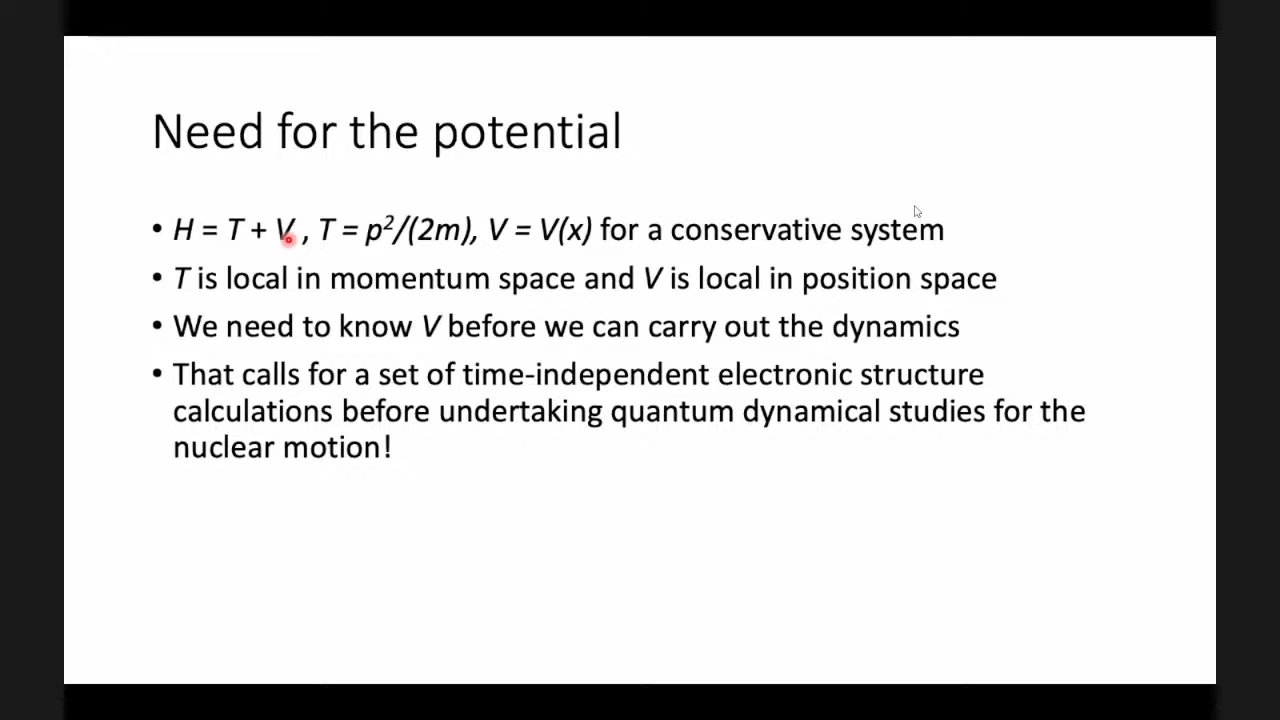 Need for the potential
• H = T + V, T = p²/(2m), V = V(x) for a conservative system
• T is local in momentum space and V is local in position space
• We need to know V before we can carry out the dynamics
• That calls for a set of time-independent electronic structure
calculations before undertaking quantum dynamical studies for the
nuclear motion!